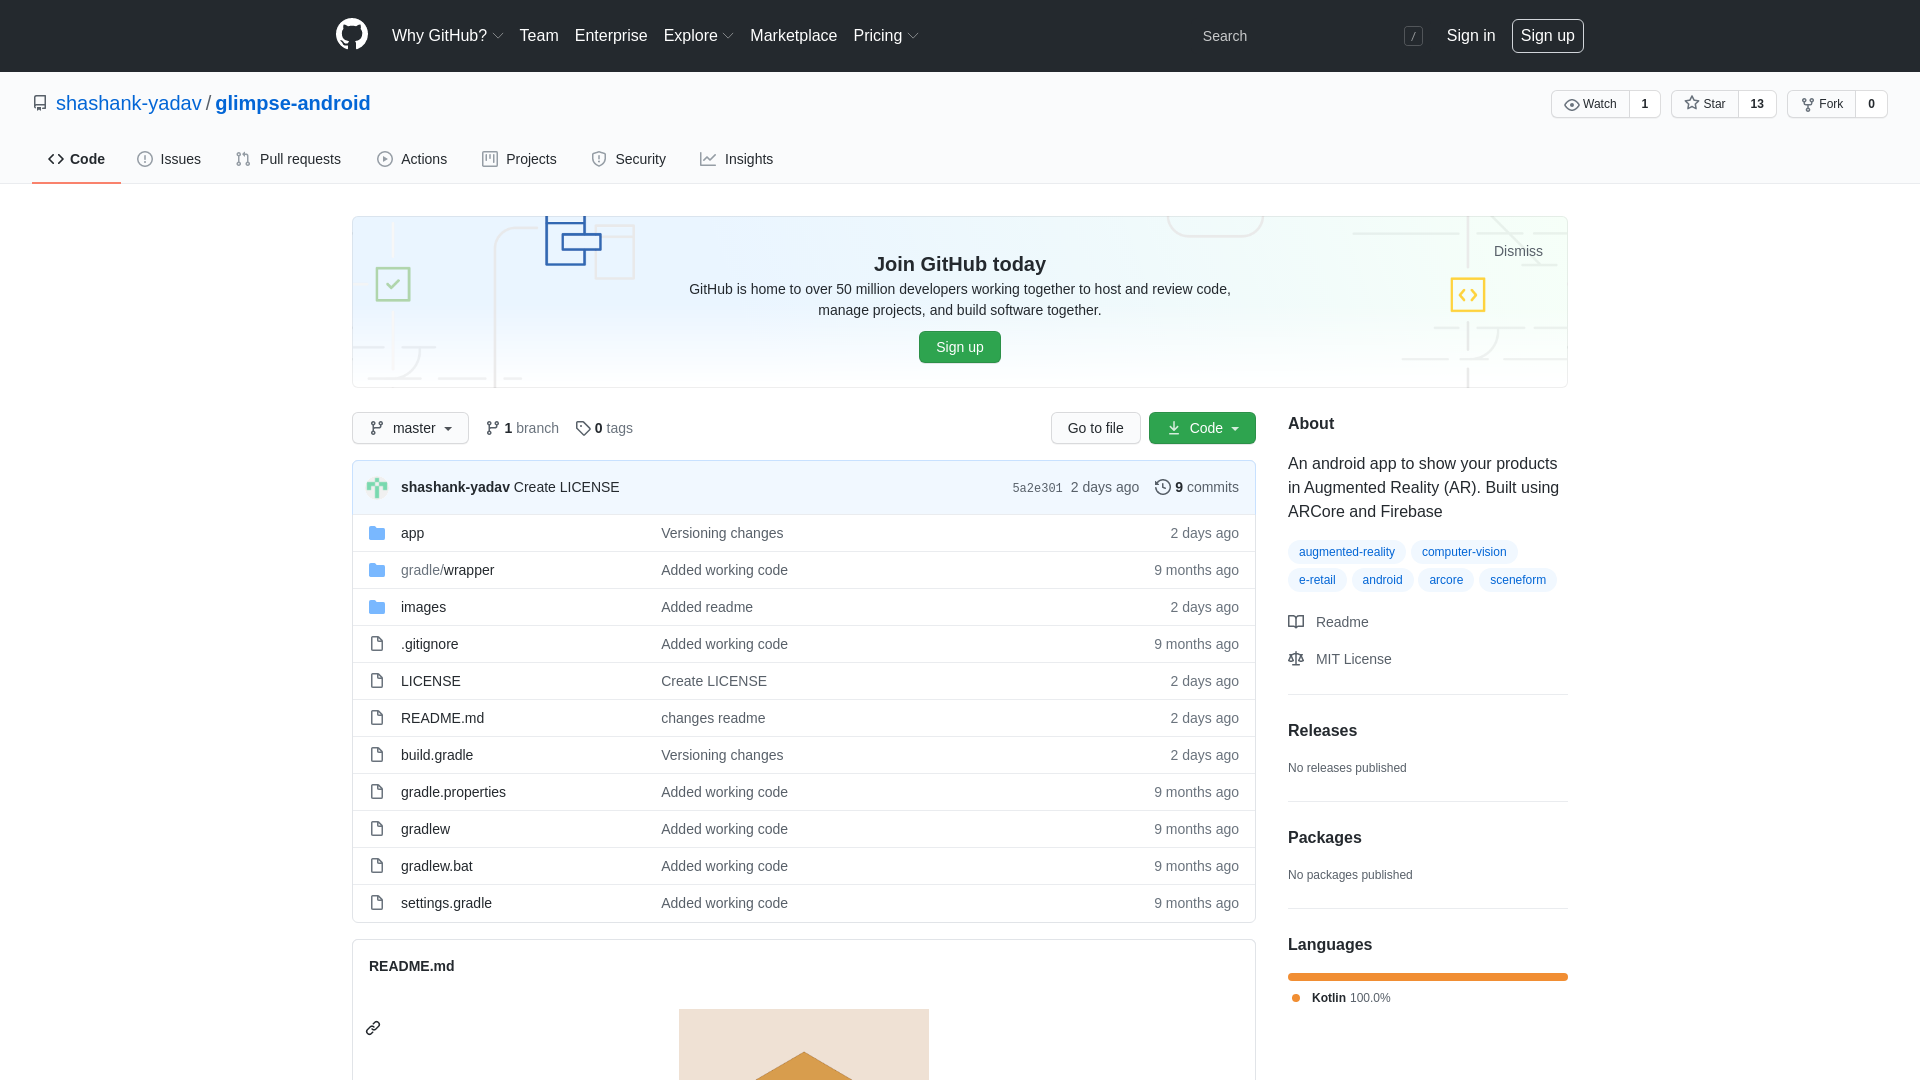 Why GitHub? Team Enterprise Explore Marketplace Pricing Search / Sign in Sign up
shashank-yadav / glimpse-android Watch 1 Star 13 Fork 0
Code Issues Pull requests Actions Projects Security Insights
Dismiss
Join GitHub today
GitHub is home to over 50 million developers working together to host and review code,
manage projects, and build software together.
Sign up
master 1 branch 0 tags Go to file Code
shashank-yadav Create LICENSE 5a2e301 2 days ago 9 commits
app Versioning changes 2 days ago
gradle/wrapper Added working code 9 months ago
images Added readme 2 days ago
.gitignore Added working code 9 months ago
LICENSE Create LICENSE 2 days ago
README.md changes readme 2 days ago
build.gradle Versioning changes 2 days ago
gradle.properties Added working code 9 months ago
gradlew Added working code 9 months ago
gradlew.bat Added working code 9 months ago
settings.gradle Added working code 9 months ago
README.md
About
An android app to show your products
in Augmented Reality (AR). Built using
ARCore and Firebase
augmented-reality computer-vision
e-retail android arcore sceneform
Readme
MIT License
Releases
No releases published
Packages
No packages published
Languages
Kotlin 100.0%